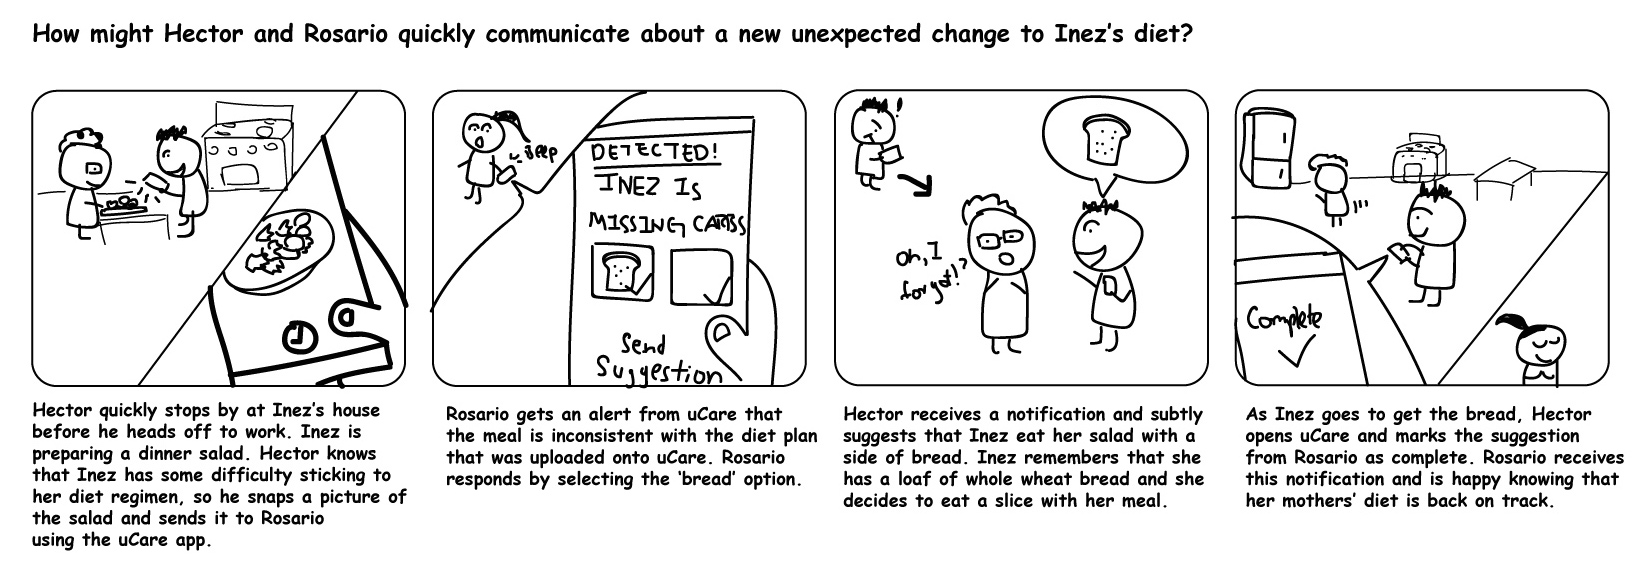 How might Hector and Rosario quickly communicate about a new unexpected change to Inez's diet?
Beep
DETECTED!
INEZ IS
MISSING CARBS
Send
Suggestion
oh, I
forgot!?
!
Complete
Hector quickly stops by at Inez's house
before he heads off to work. Inez is
preparing a dinner salad. Hector knows
that Inez has some difficulty sticking to
her diet regimen, so he snaps a picture of
the salad and sends it to Rosario
using the uCare app.
Rosario gets an alert from uCare that
the meal is inconsistent with the diet plan
that was uploaded onto uCare. Rosario
responds by selecting the 'bread' option.
Hector receives a notification and subtly
suggests that Inez eat her salad with a
side of bread. Inez remembers that she
has a loaf of whole wheat bread and she
decides to eat a slice with her meal.
As Inez goes to get the bread, Hector
opens uCare and marks the suggestion
from Rosario as complete. Rosario receives
this notification and is happy knowing that
her mothers' diet is back on track.